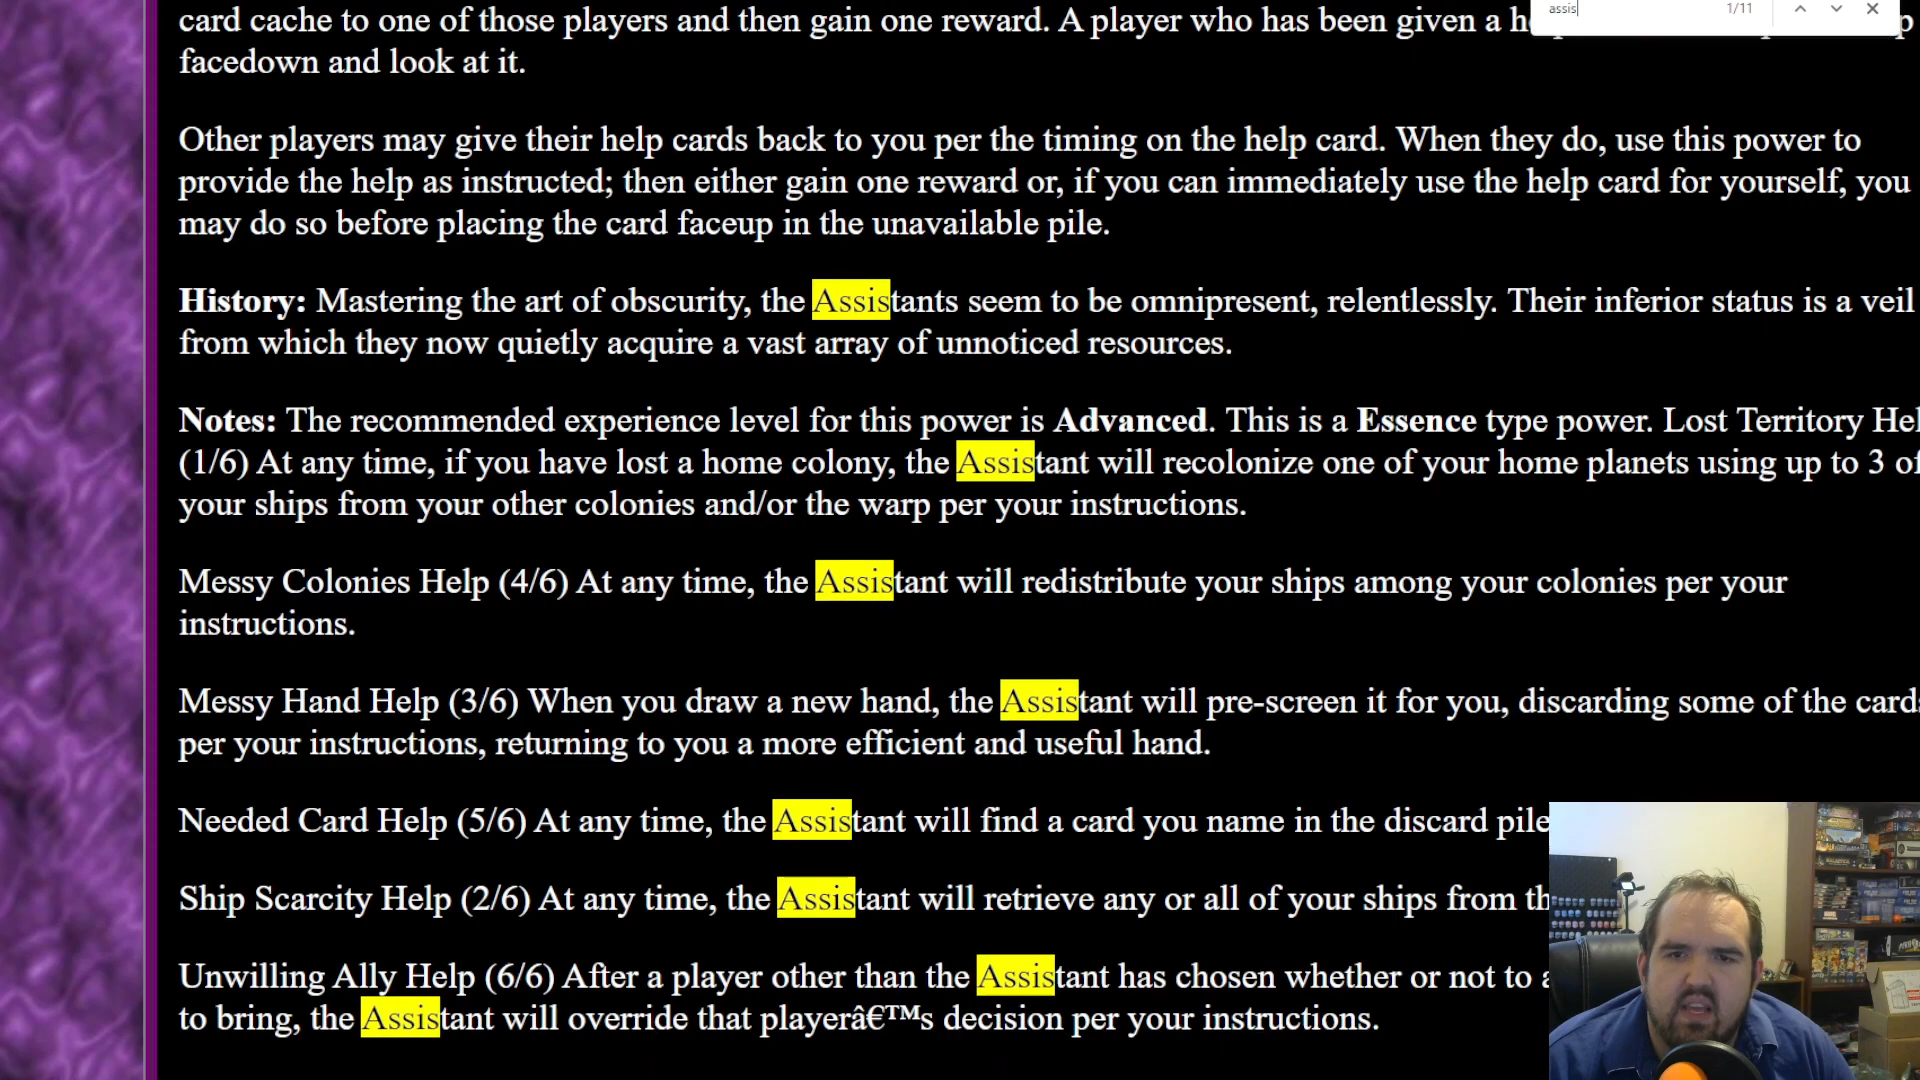 card cache to one of those players and then gain one reward. A player who has been given a
assis 1/11
facedown and look at it.
Other players may give their help cards back to you per the timing on the help card. When they do, use this power to
provide the help as instructed; then either gain one reward or, if you can immediately use the help card for yourself, you
may do so before placing the card faceup in the unavailable pile.
History: Mastering the art of obscurity, the Assistants seem to be omnipresent, relentlessly. Their inferior status is a veil
from which they now quietly acquire a vast array of unnoticed resources.
Notes: The recommended experience level for this power is Advanced. This is a Essence type power. Lost Territory Hel
(1/6) At any time, if you have lost a home colony, the Assistant will recolonize one of your home planets using up to 3 of
your ships from your other colonies and/or the warp per your instructions.
Messy Colonies Help (4/6) At any time, the Assistant will redistribute your ships among your colonies per your
instructions.
Messy Hand Help (3/6) When you draw a new hand, the Assistant will pre-screen it for you, discarding some of the cards
per your instructions, returning to you a more efficient and useful hand.
Needed Card Help (5/6) At any time, the Assistant will find a card you name in the discard pile
Ship Scarcity Help (2/6) At any time, the Assistant will retrieve any or all of your ships from th
Unwilling Ally Help (6/6) After a player other than the Assistant has chosen whether or not to a
to bring, the Assistant will override that playerâ€™s decision per your instructions.